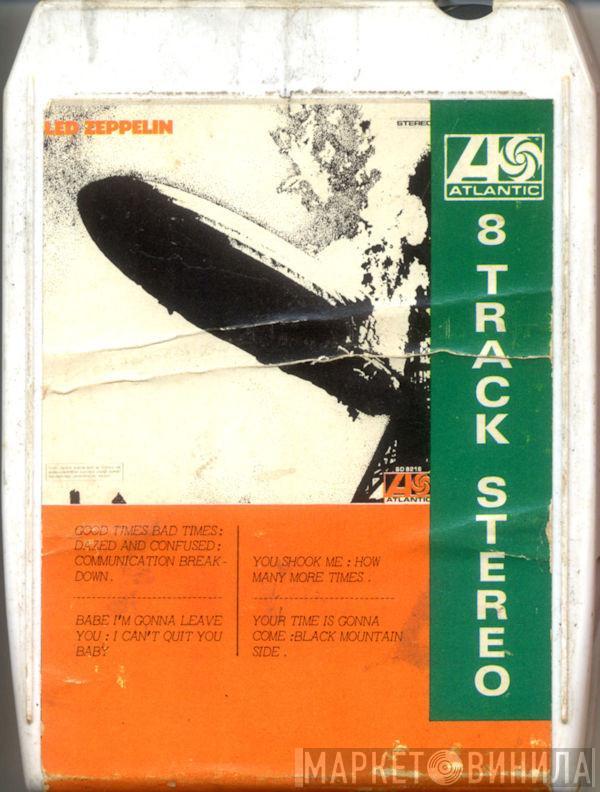 LED ZEPPELIN
STEREO
ATLANTIC
8 TRACK STEREO
SD 8216
ATLANTIC
GOOD TIMES BAD TIMES :
DAZED AND CONFUSED :
COMMUNICATION BREAK-
DOWN .
BABE I'M GONNA LEAVE
YOU : I CAN'T QUIT YOU
BABY
YOU SHOOK ME : HOW
MANY MORE TIMES .
YOUR TIME IS GONNA
COME :BLACK MOUNTAIN
SIDE .
МАРКЕТ ВИНИЛА